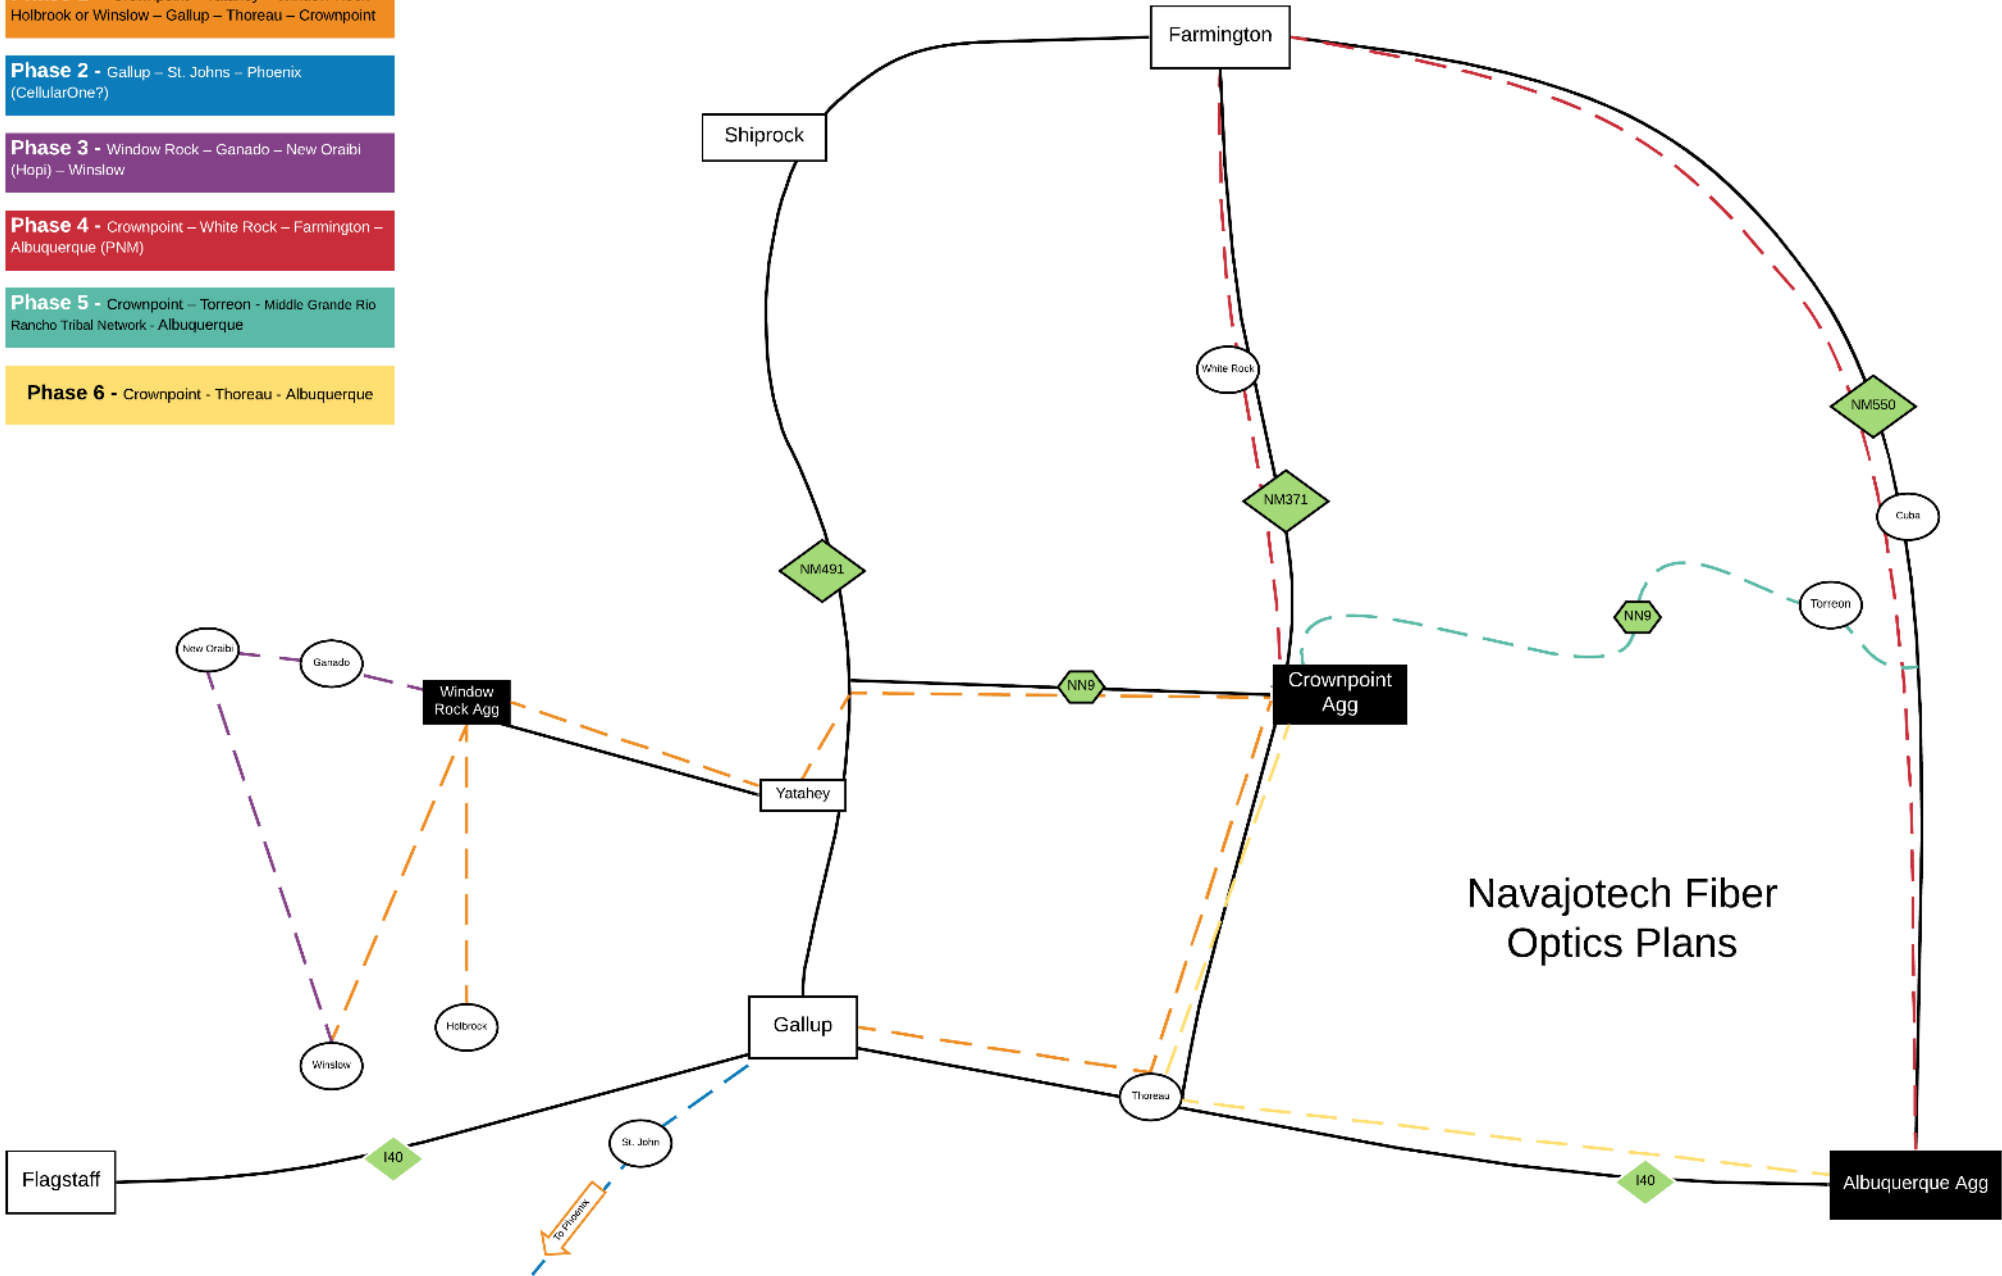 Holbrook or Winslow – Gallup – Thoreau – Crownpoint
Phase 2 - Gallup – St. Johns – Phoenix
(CellularOne?)
Phase 3 - Window Rock – Ganado – New Oraibi
(Hopi) – Winslow
Phase 4 - Crownpoint – White Rock – Farmington –
Albuquerque (PNM)
Phase 5 - Crownpoint – Torreon - Middle Grande Rio
Rancho Tribal Network - Albuquerque
Phase 6 - Crownpoint - Thoreau - Albuquerque
Farmington
Shiprock
White Rock
NM550
NM371
Cuba
NM491
Torreon
NN9
New Oraibi
Ganado
NN9
Window
Rock Agg
Crownpoint
Agg
Yatahey
Navajotech Fiber
Optics Plans
Gallup
Holbrook
Winslow
Thoreau
St. John
I40
Flagstaff
To Phoenix
I40
Albuquerque Agg